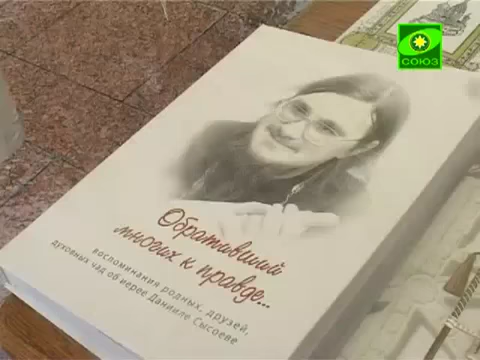 СОЮЗ
Обративший
многих к правде...
воспоминания родных, друзей,
духовных чад об иерее Данииле Сысоеве